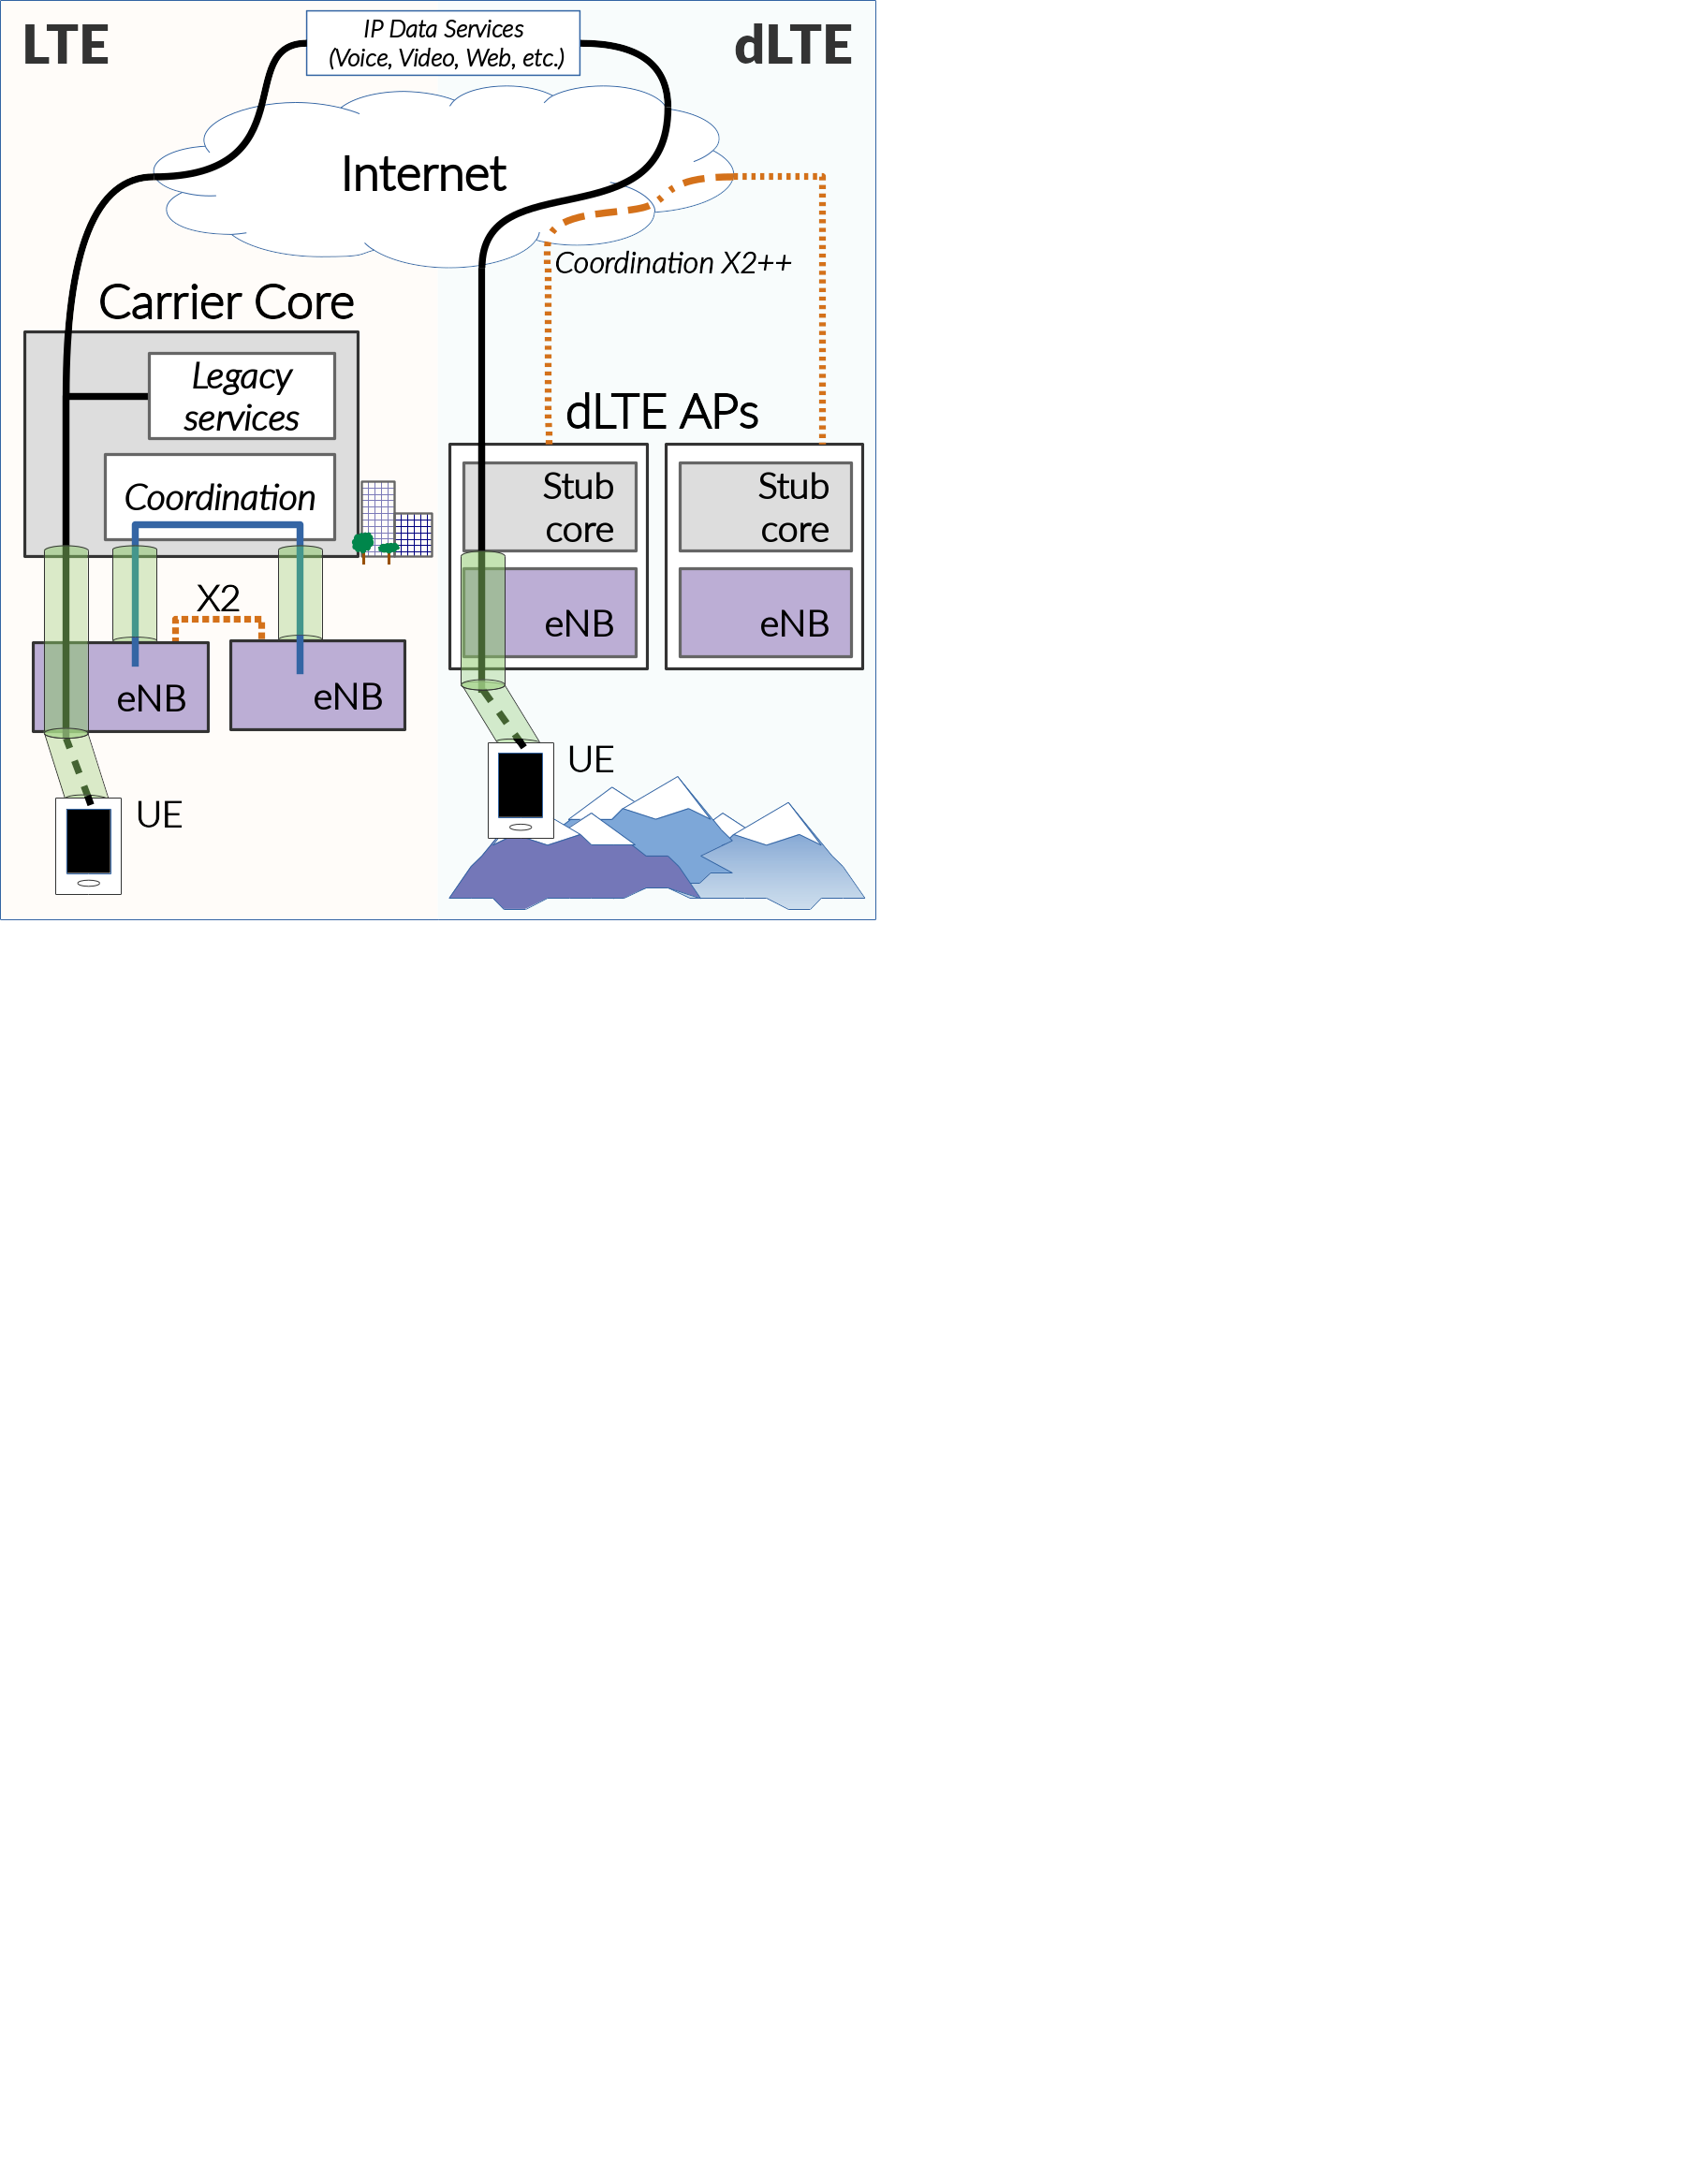 LTE
IP Data Services
(Voice, Video, Web, etc.)
dLTE
Internet
Coordination X2++
Carrier Core
Legacy
services
Coordination
X2
eNB
eNB
UE
dLTE APs
Stub
core
Stub
core
eNB
eNB
UE